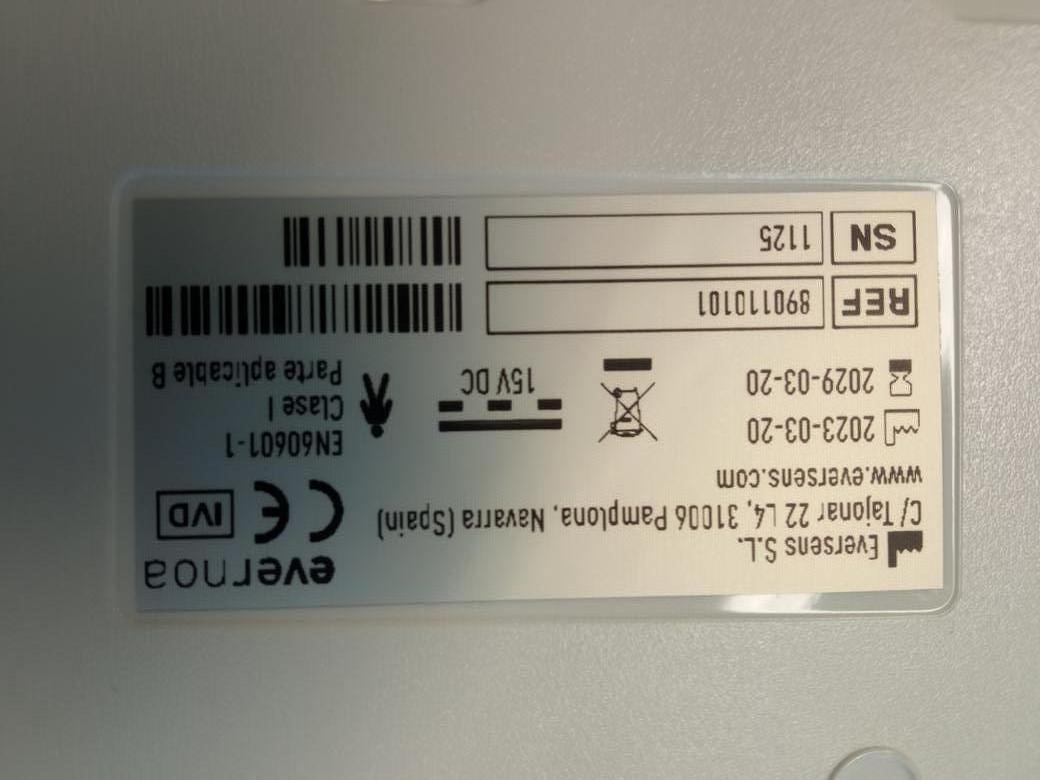 Eversens S.L.
C/ Tajonar 22 L4, 31006 Pamplona, Navarra (Spain)
www.eversens.com
evernoa
CE IVD
2023-03-20
2029-03-20
15V DC
EN60601-1
Clase I
Parte aplicable B
REF 890110101
SN 1125